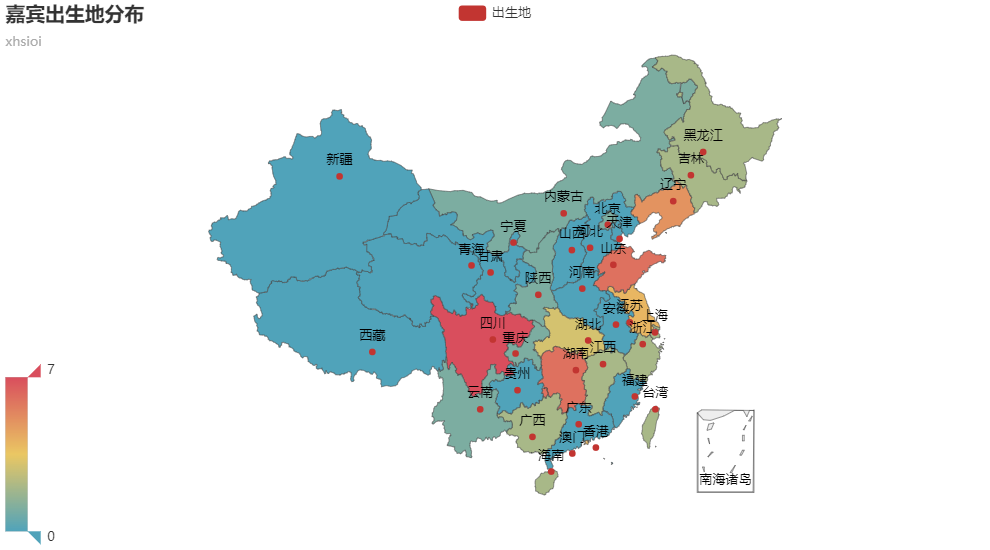 嘉宾出生地分布
xhsioi
出生地
黑龙江
吉林
新疆
辽宁
内蒙古
北京
天津
宁夏
山西
河北
青海
甘肃
山东
陕西
河南
安徽
江苏
上海
四川
湖北
浙江
西藏
重庆
湖南
江西
7
贵州
福建
云南
台湾
广东
广西
澳门
香港
海南
南海诸岛
0